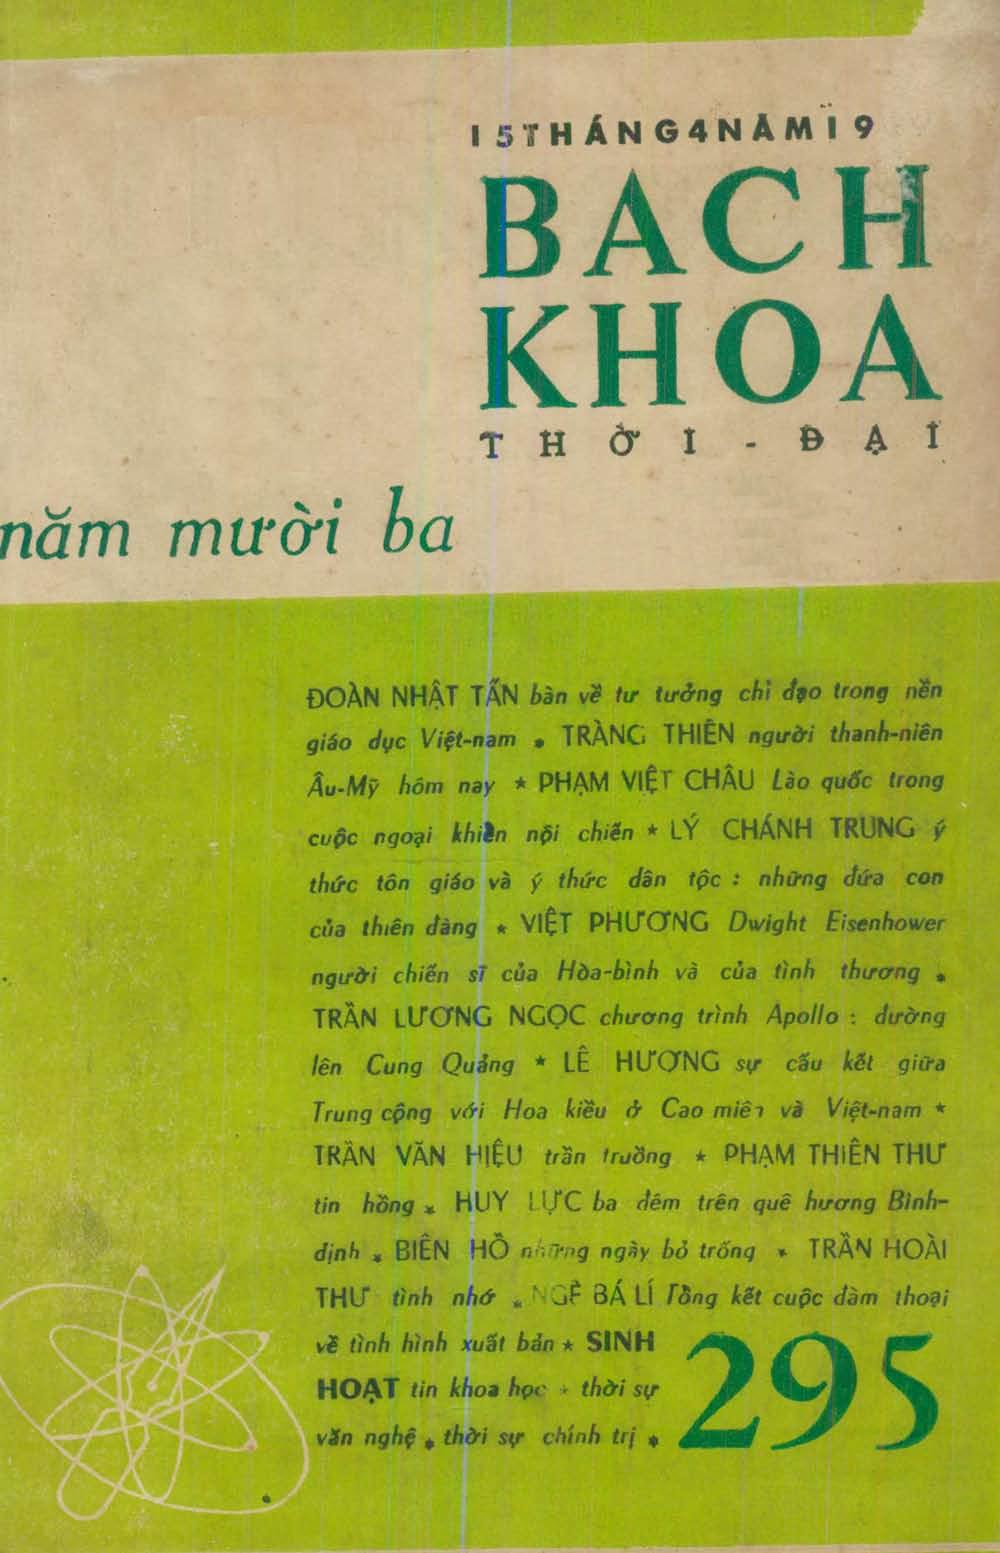 15 THÁNG 4 NĂM 19
BACH
KHOA
THỜI - ĐẠI
năm mười ba
ĐOÀN NHẬT TẤN bàn về tư tưởng chỉ đạo trong nền
giáo dục Việt-nam * TRÀNG THIÊN người thanh-niên
Âu-Mỹ hôm nay * PHẠM VIỆT CHÂU Lào quốc trong
cuộc ngoại khiển nội chiến * LÝ CHÁNH TRUNG ý
thức tôn giáo và ý thức dân tộc : những đứa con
của thiên đàng * VIỆT PHƯƠNG Dwight Eisenhower
người chiến sĩ của Hòa-bình và của tình thương *
TRẦN LƯƠNG NGỌC chương trình Apollo : đường
lên Cung Quảng * LÊ HƯƠNG sự cấu kết giữa
Trung cộng với Hoa kiều ở Cao miên và Việt-nam *
TRẦN VĂN HIỆU trần truồng * PHẠM THIÊN THƯ
tin hồng * HUY LỰC ba đêm trên quê hương Bình-
định * BIÊN HỒ những ngày bỏ trống * TRẦN HOÀI
THƯ tình nhớ * NGÊ BÁ LÍ Tổng kết cuộc đàm thoại
về tình hình xuất bản * SINH
HOẠT tin khoa học * thời sự
văn nghệ * thời sự chính trị *
295